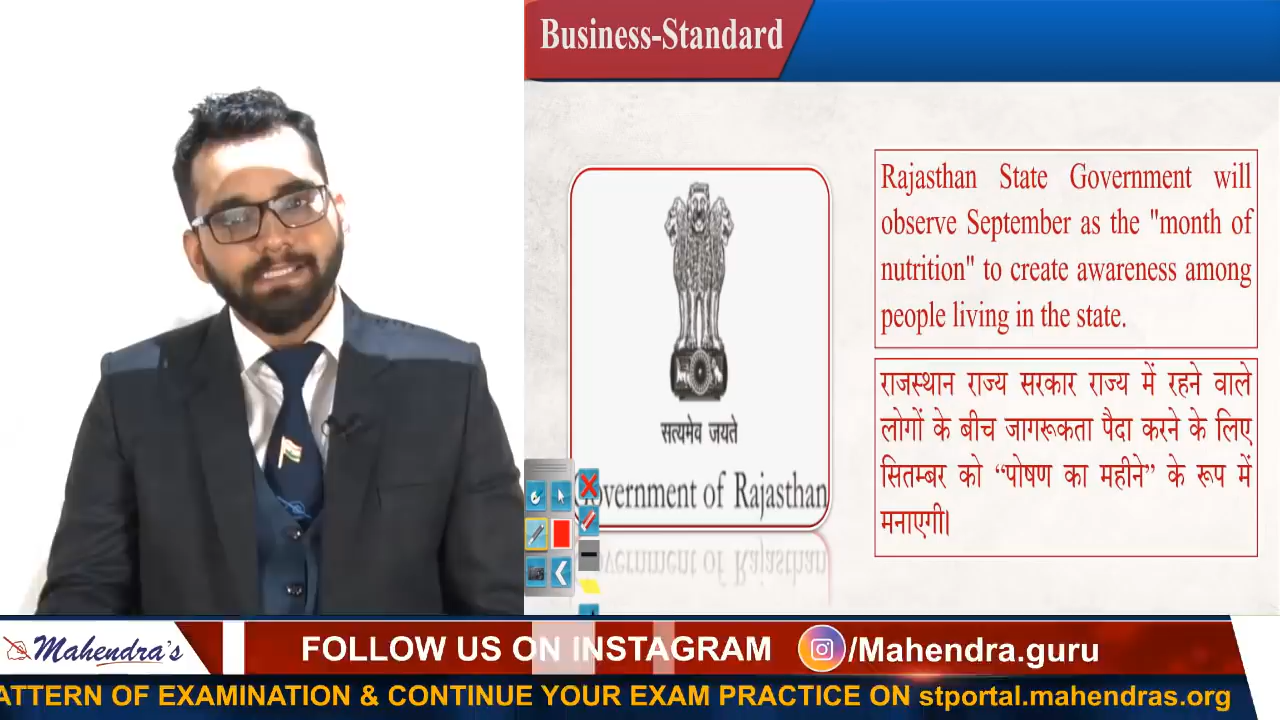 Business-Standard
Rajasthan State Government will
observe September as the "month of
nutrition" to create awareness among
people living in the state.
सत्यमेव जयते
Government of Rajasthan
राजस्थान राज्य सरकार राज्य में रहने वाले
लोगों के बीच जागरूकता पैदा करने के लिए
सितम्बर को “पोषण का महीने” के रूप में
मनाएगी।
Mahendra's
FOLLOW US ON INSTAGRAM /Mahendra.guru
ATTERN OF EXAMINATION & CONTINUE YOUR EXAM PRACTICE ON stportal.mahendras.org